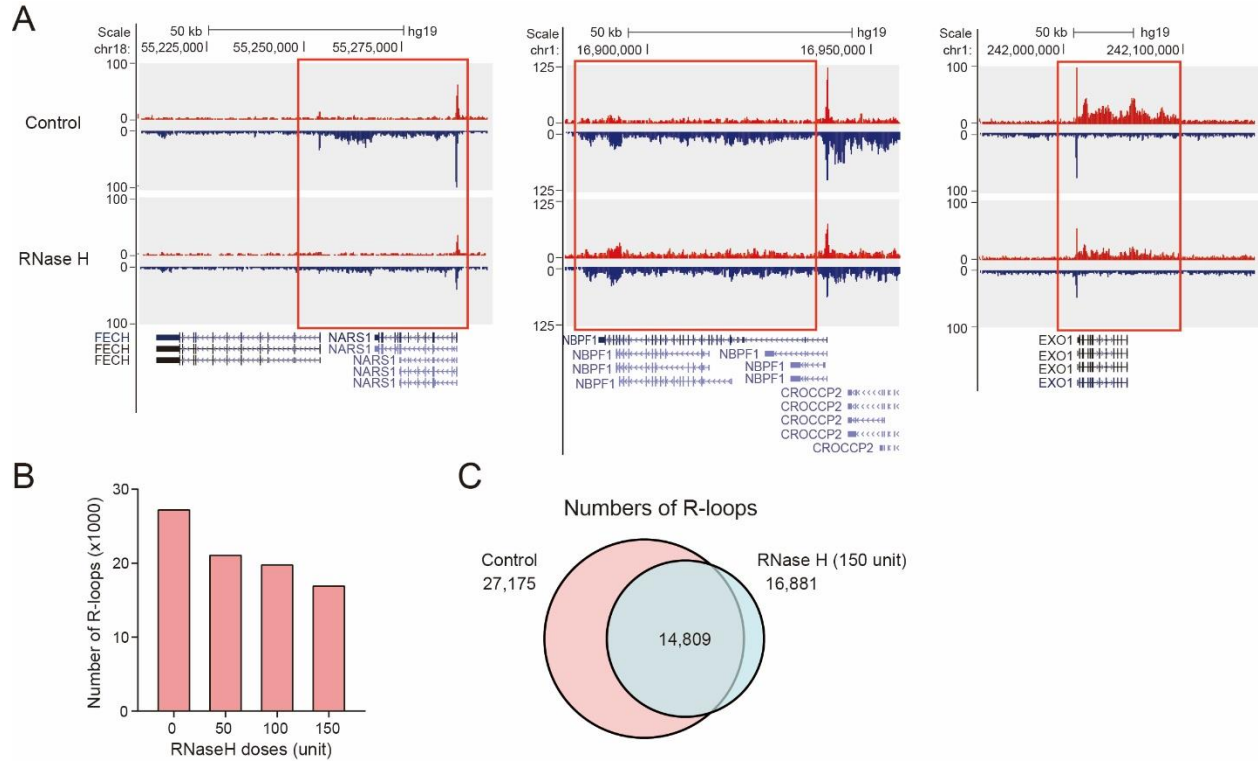 A
Scale 50 kb hg19
chr18: 55,225,000 55,250,000 55,275,000
Scale 50 kb hg19
chr1: 16,900,000 16,950,000
Scale 50 kb hg19
chr1: 242,000,000 242,100,000
Control
100
0
0
100
125
0
0
125
100
0
0
100
RNase H
100
0
0
100
125
0
0
125
100
0
0
100
FECH NARS1
FECH NARS1
FECH NARS1
NARS1
NARS1
NBPF1
NBPF1 NBPF1
NBPF1 NBPF1
NBPF1 NBPF1
CROCCP2
CROCCP2
CROCCP2
CROCCP2
CROCCP2
EXO1
EXO1
EXO1
EXO1
B
Number of R-loops (x1000)
30
20
10
0
0 50 100 150
RNaseH doses (unit)
C
Numbers of R-loops
Control
27,175
RNase H (150 unit)
16,881
14,809